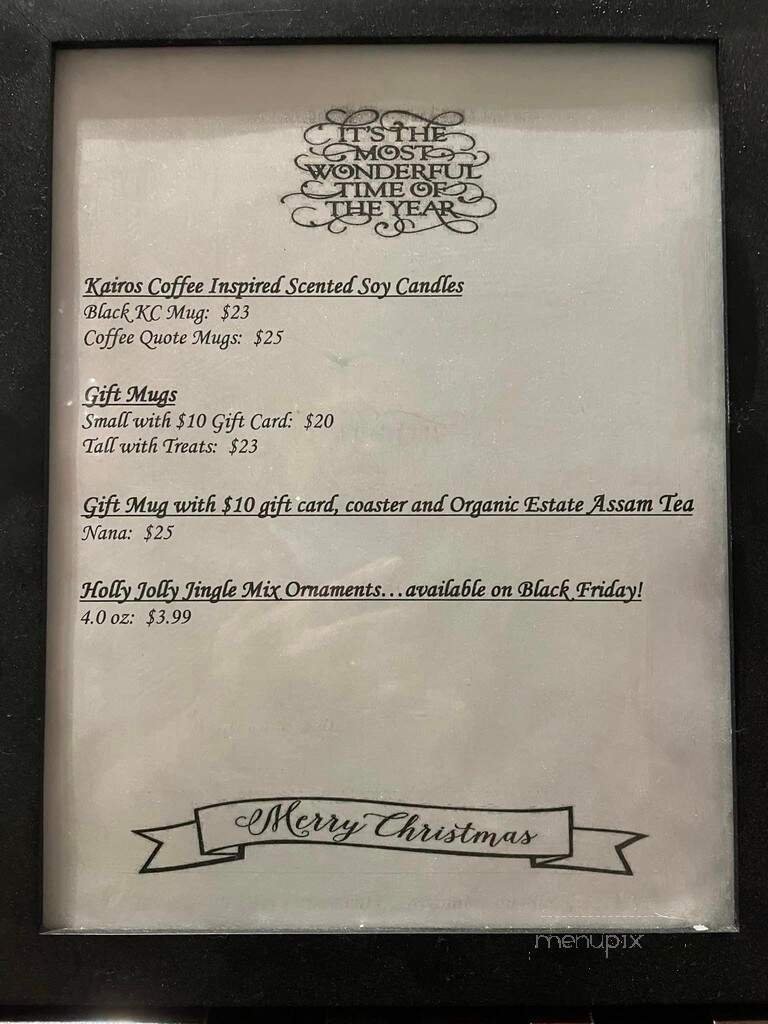 IT'S THE
MOST
WONDERFUL
TIME OF
THE YEAR
Kairos Coffee Inspired Scented Soy Candles
Black KC Mug: $23
Coffee Quote Mugs: $25
Gift Mugs
Small with $10 Gift Card: $20
Tall with Treats: $23
Gift Mug with $10 gift card, coaster and Organic Estate Assam Tea
Nana: $25
Holly Jolly Jingle Mix Ornaments...available on Black Friday!
4.0 oz: $3.99
Merry Christmas
menupix